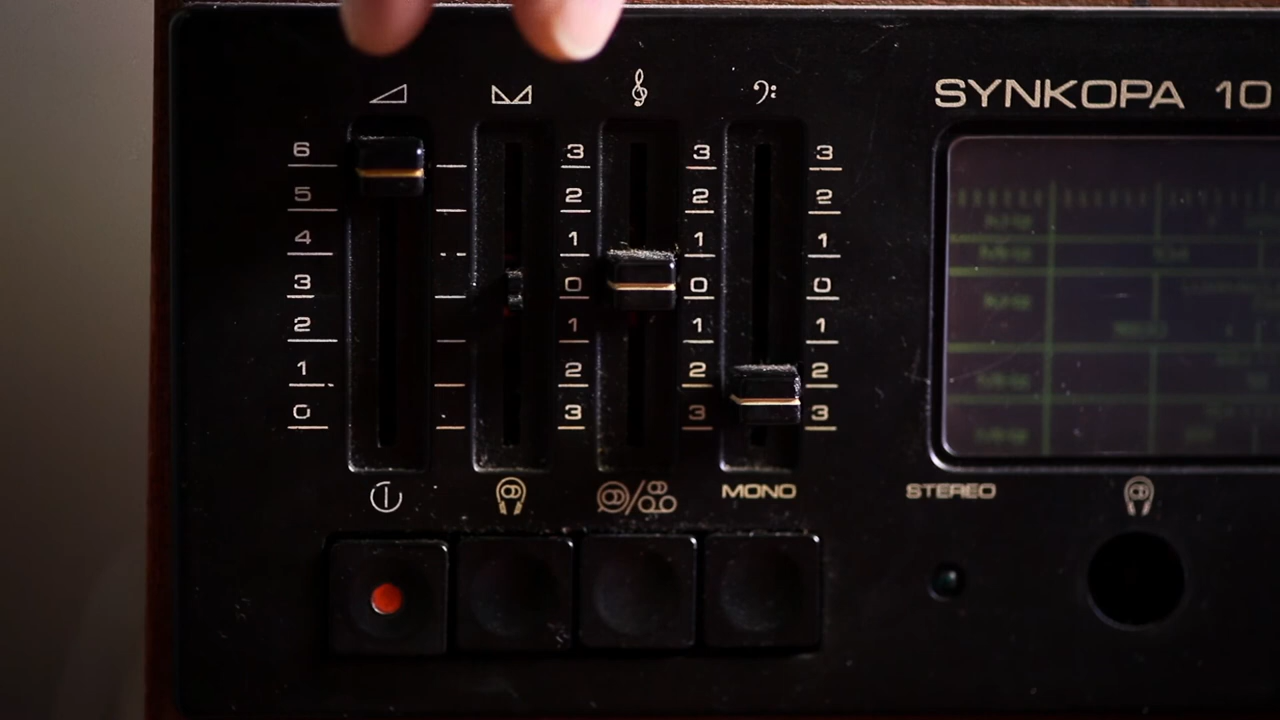 SYNKOPA 10
6 3 3 3
5 2 2 2
4 1 1 1
3 0 0 0
2 1 1 1
1 2 2 2
0 3 3 3
MONO STEREO